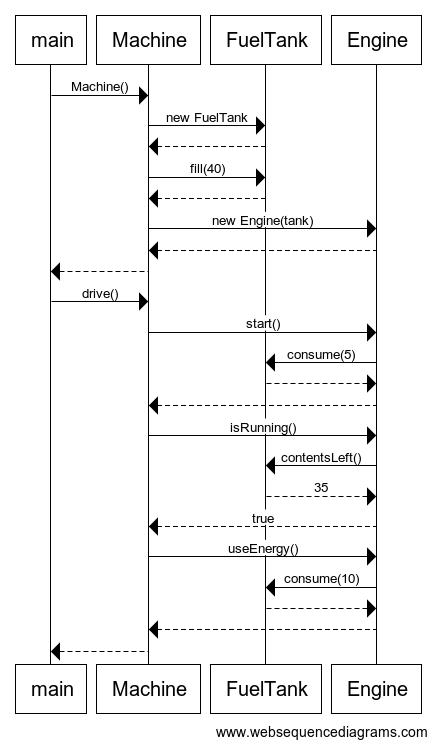 main Machine FuelTank Engine
Machine()
new FuelTank
fill(40)
new Engine(tank)
drive()
start()
consume(5)
isRunning()
contentsLeft()
35
true
useEnergy()
consume(10)
main Machine FuelTank Engine
www.websequencediagrams.com